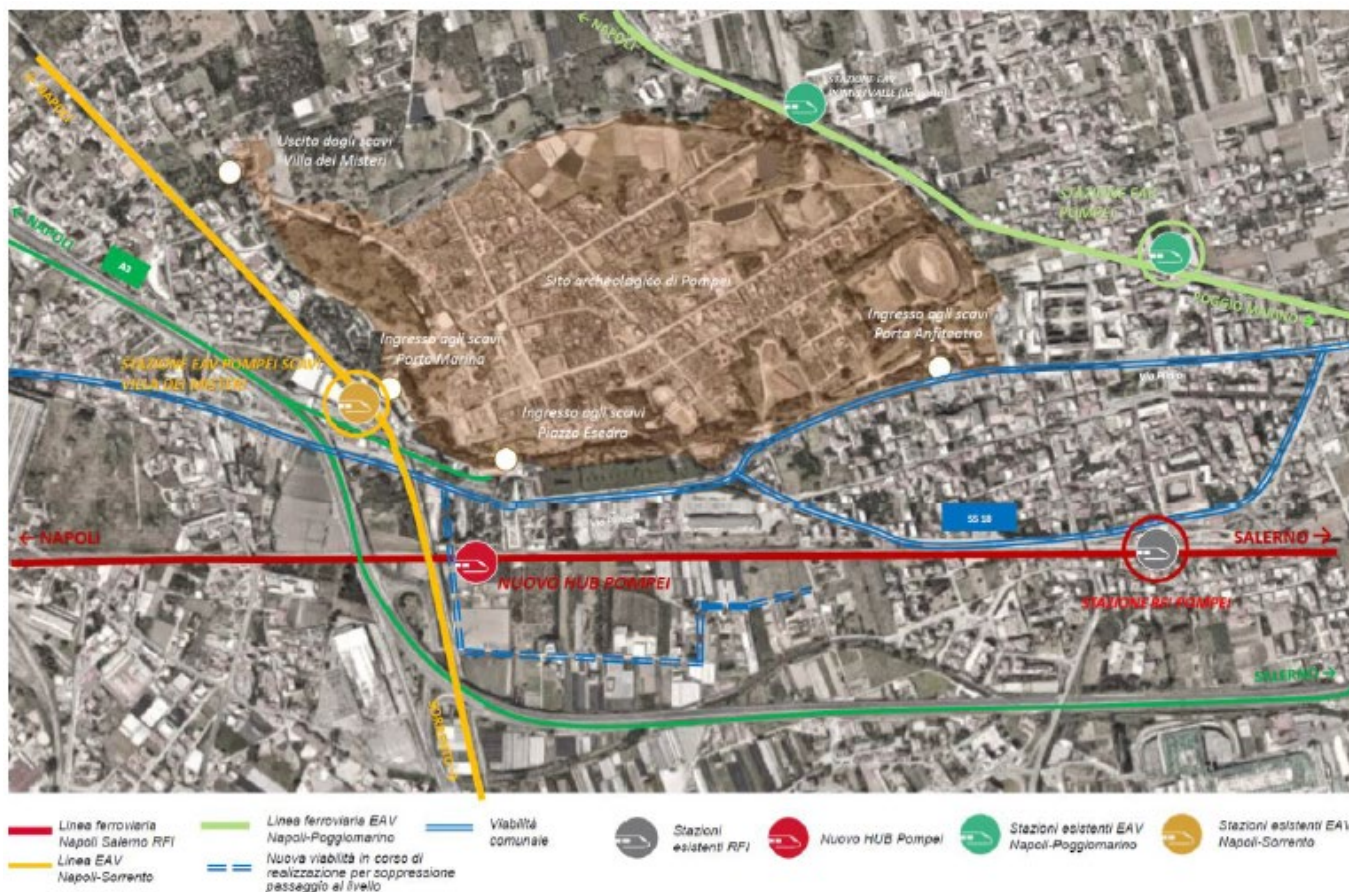 ← NAPOLI
← NAPOLI
STAZIONE EAV
Uscita dagli scavi
Villa dei Misteri
← NAPOLI
A3
STAZIONE EAV
POMPEI
Sito archeologico di Pompei
POGGIO MARINO →
Ingresso agli scavi
Porta Anfiteatro
Ingresso agli scavi
Porta Marina
STAZIONE EAV POMPEI SCAVI
VILLA DEI MISTERI
Ingresso agli scavi
Piazza Esedra
SS 18
← NAPOLI
SALERNO →
NUOVO HUB POMPEI
STAZIONE RFI POMPEI
SALERNO →
Linea ferroviaria
Napoli Salerno RFI
Linea EAV
Napoli-Sorrento
Linea ferroviaria EAV
Napoli-Poggiomarino
Nuova viabilità in corso di
realizzazione per soppressione
passaggio al livello
Viabilità
comunale
Stazioni
esistenti RFI
Nuovo HUB Pompei
Stazioni esistenti EAV
Napoli-Poggiomarino
Stazioni esistenti EAV
Napoli-Sorrento